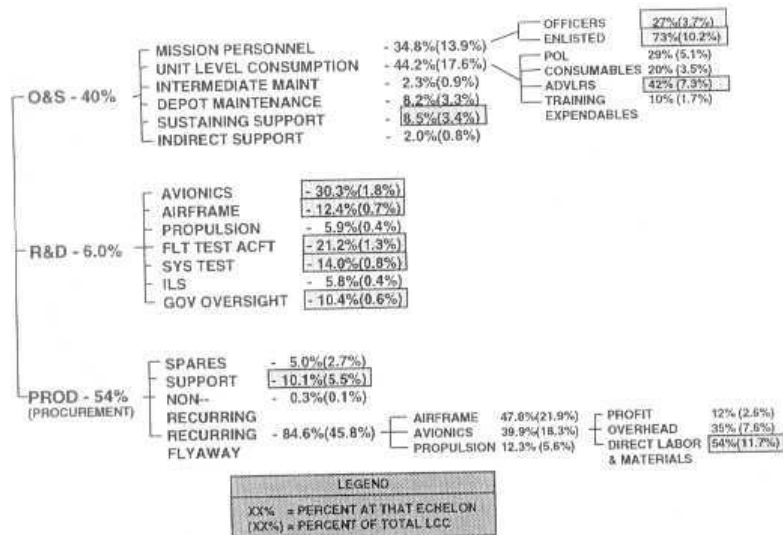 OFFICERS 27%(3.7%)
ENLISTED 73%(10.2%)
MISSION PERSONNEL - 34.8%(13.9%)
UNIT LEVEL CONSUMPTION - 44.2%(17.6%)
INTERMEDIATE MAINT - 2.3%(0.9%)
O&S - 40%
DEPOT MAINTENANCE - 8.2%(3.3%)
SUSTAINING SUPPORT - 8.5%(3.4%)
INDIRECT SUPPORT - 2.0%(0.8%)
POL 29% (5.1%)
CONSUMABLES 20% (3.5%)
ADVLRS 42% (7.3%)
TRAINING 10% (1.7%)
EXPENDABLES
AVIONICS - 30.3%(1.8%)
AIRFRAME - 12.4%(0.7%)
PROPULSION - 5.9%(0.4%)
R&D - 6.0%
FLT TEST ACFT - 21.2%(1.3%)
SYS TEST - 14.0%(0.8%)
ILS - 5.8%(0.4%)
GOV OVERSIGHT - 10.4%(0.6%)
SPARES - 5.0%(2.7%)
SUPPORT - 10.1%(5.5%)
PROD - 54%
(PROCUREMENT)
NON-- - 0.3%(0.1%)
RECURRING
RECURRING - 84.6%(45.8%)
FLYAWAY
AIRFRAME 47.8%(21.9%)
AVIONICS 39.9%(18.3%)
PROPULSION 12.3% (5.6%)
PROFIT 12% (2.6%)
OVERHEAD 35% (7.6%)
DIRECT LABOR 54%(11.7%)
& MATERIALS
LEGEND
XX% = PERCENT AT THAT ECHELON
(XX%) = PERCENT OF TOTAL LCC